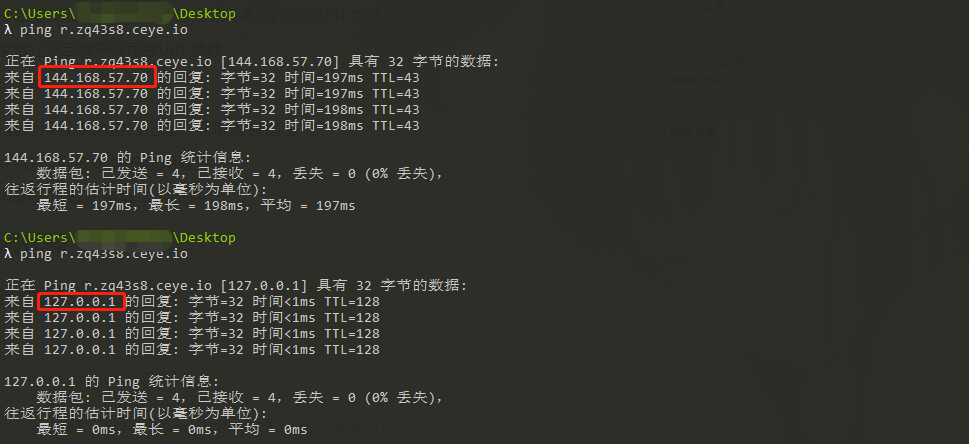 C:\Users\ \Desktop
λ ping r.zq43s8.ceye.io
正在 Ping r.zq43s8.ceye.io [144.168.57.70] 具有 32 字节的数据:
来自 144.168.57.70 的回复: 字节=32 时间=197ms TTL=43
来自 144.168.57.70 的回复: 字节=32 时间=197ms TTL=43
来自 144.168.57.70 的回复: 字节=32 时间=198ms TTL=43
来自 144.168.57.70 的回复: 字节=32 时间=198ms TTL=43
144.168.57.70 的 Ping 统计信息:
数据包: 已发送 = 4，已接收 = 4，丢失 = 0 (0% 丢失)，
往返行程的估计时间(以毫秒为单位):
最短 = 197ms，最长 = 198ms，平均 = 197ms
C:\Users\ \Desktop
λ ping r.zq43s8.ceye.io
正在 Ping r.zq43s8.ceye.io [127.0.0.1] 具有 32 字节的数据:
来自 127.0.0.1 的回复: 字节=32 时间<1ms TTL=128
来自 127.0.0.1 的回复: 字节=32 时间<1ms TTL=128
来自 127.0.0.1 的回复: 字节=32 时间<1ms TTL=128
来自 127.0.0.1 的回复: 字节=32 时间<1ms TTL=128
127.0.0.1 的 Ping 统计信息:
数据包: 已发送 = 4，已接收 = 4，丢失 = 0 (0% 丢失)，
往返行程的估计时间(以毫秒为单位):
最短 = 0ms，最长 = 0ms，平均 = 0ms